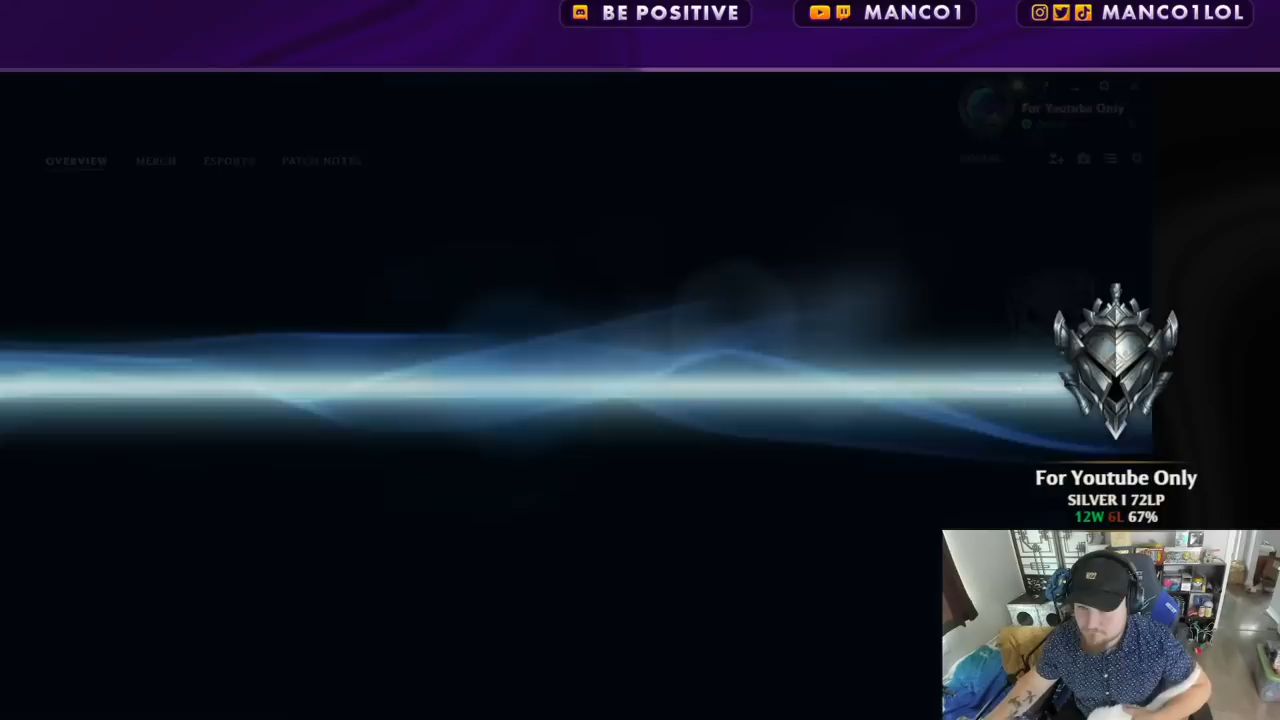 BE POSITIVE
MANCO1
MANCO1LOL
For Youtube Only
OVERVIEW MERCH ESPORTS PATCH NOTES
For Youtube Only
SILVER I 72LP
12W 6L 67%